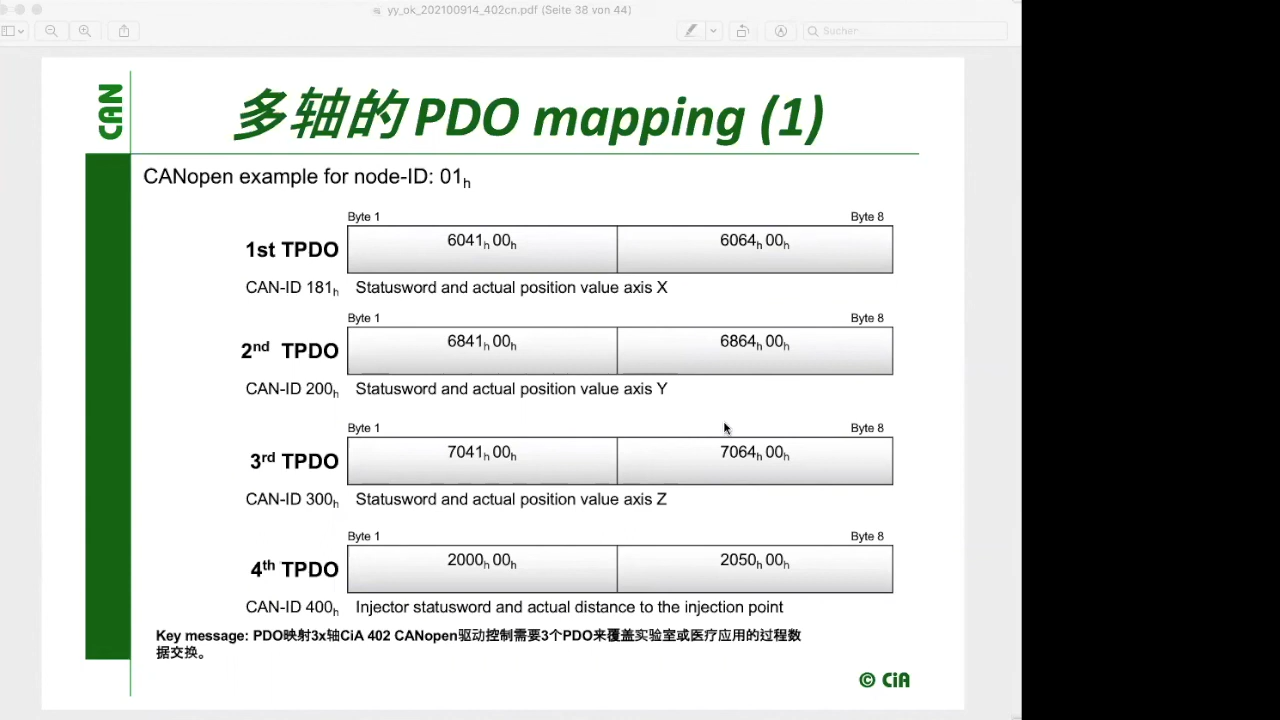 yy_ok_202100914_402cn.pdf (Seite 38 von 44)
Sucher
CAN
多轴的 PDO mapping (1)
CANopen example for node-ID: 01h
Byte 1 Byte 8
1st TPDO 6041h 00h 6064h 00h
CAN-ID 181h Statusword and actual position value axis X
Byte 1 Byte 8
2nd TPDO 6841h 00h 6864h 00h
CAN-ID 200h Statusword and actual position value axis Y
Byte 1 Byte 8
3rd TPDO 7041h 00h 7064h 00h
CAN-ID 300h Statusword and actual position value axis Z
Byte 1 Byte 8
4th TPDO 2000h 00h 2050h 00h
CAN-ID 400h Injector statusword and actual distance to the injection point
Key message: PDO映射3x轴CiA 402 CANopen驱动控制需要3个PDO来覆盖实验室或医疗应用的过程数
据交换。
© CiA